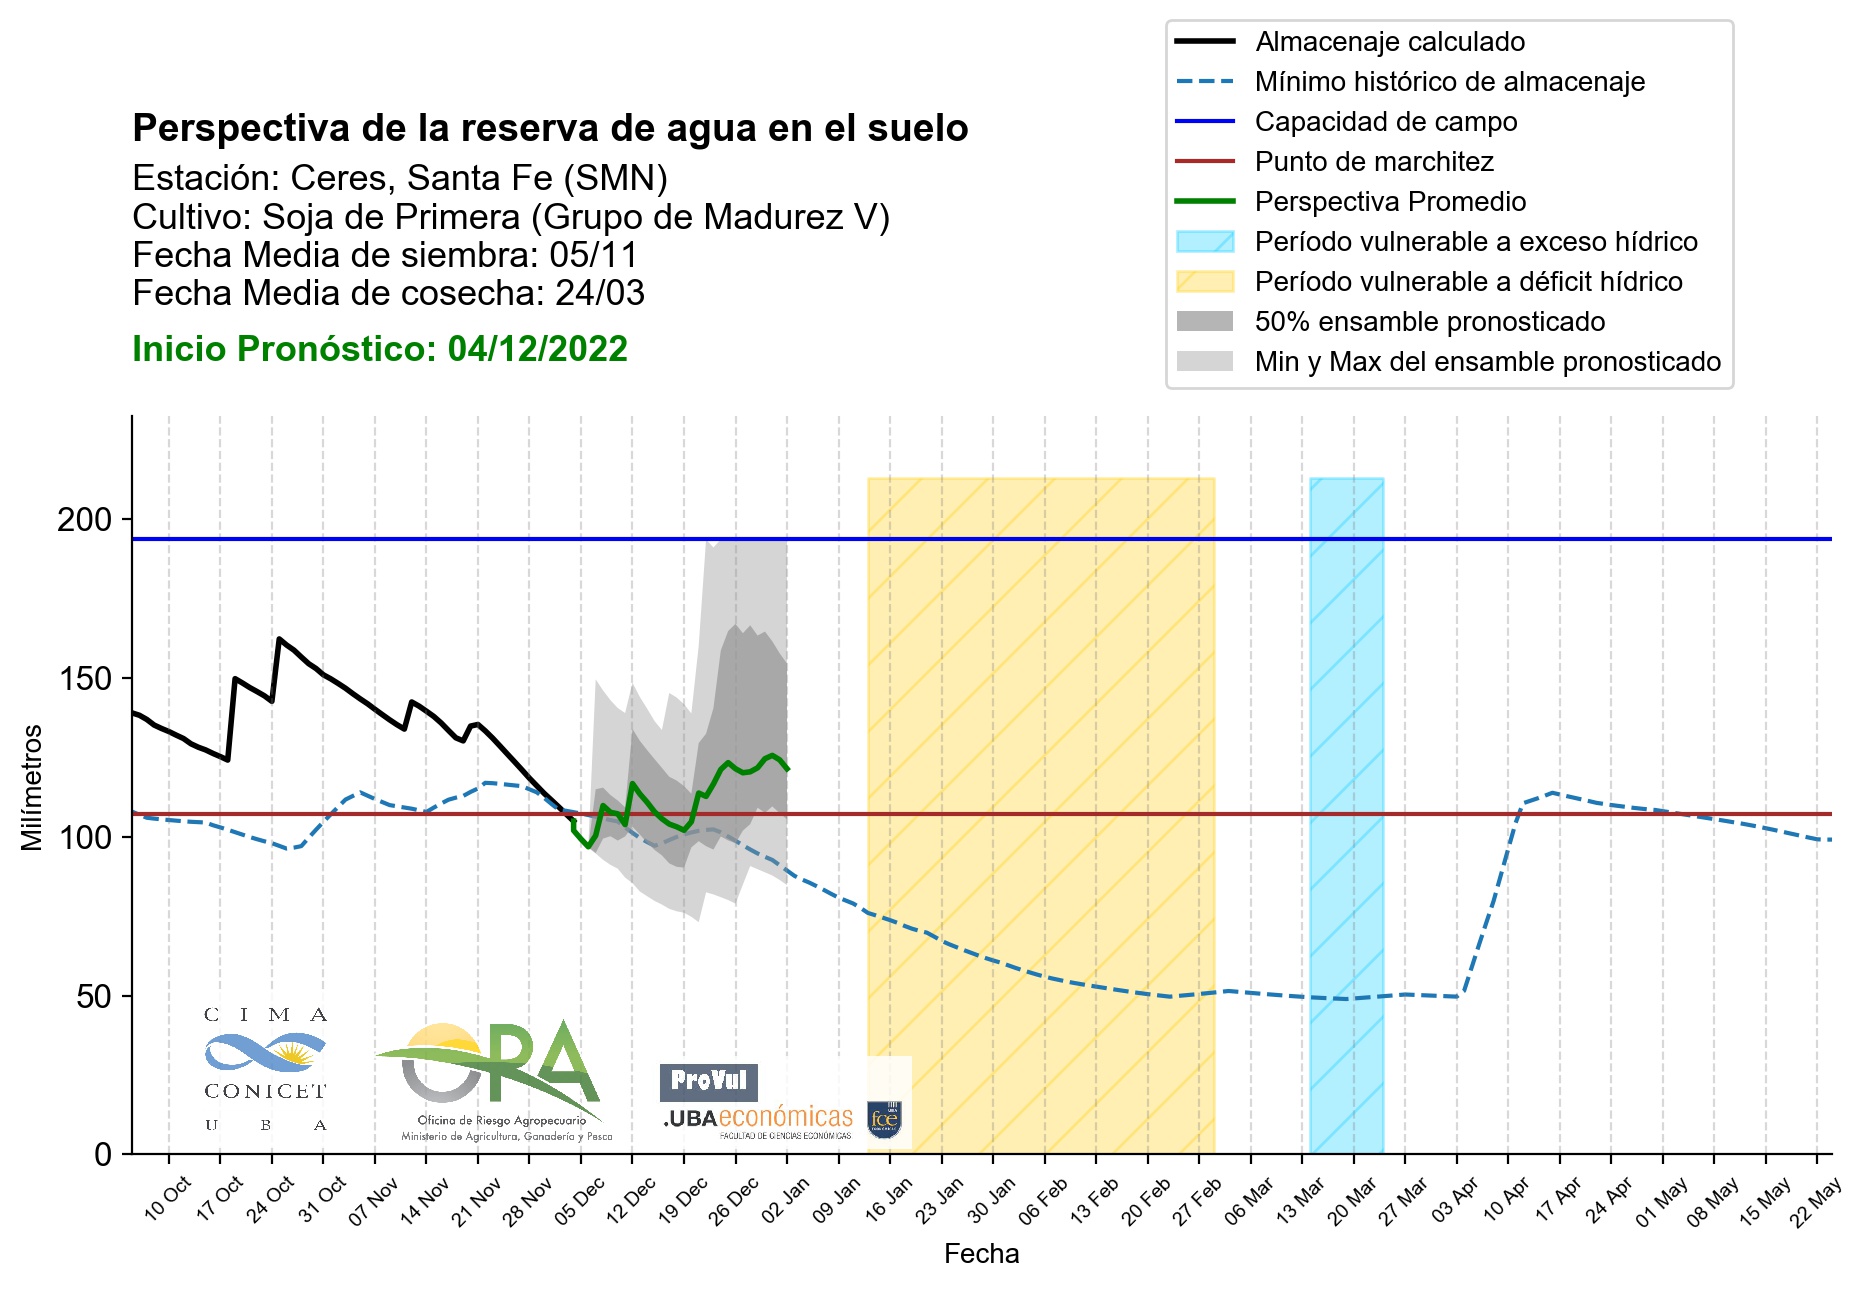 Almacenaje calculado
Mínimo histórico de almacenaje
Capacidad de campo
Punto de marchitez
Perspectiva Promedio
Período vulnerable a exceso hídrico
Período vulnerable a déficit hídrico
50% ensamble pronosticado
Min y Max del ensamble pronosticado
Perspectiva de la reserva de agua en el suelo
Estación: Ceres, Santa Fe (SMN)
Cultivo: Soja de Primera (Grupo de Madurez V)
Fecha Media de siembra: 05/11
Fecha Media de cosecha: 24/03
Inicio Pronóstico: 04/12/2022
Milímetros
200
150
100
50
0
CIMA
CONICET
UBA
ORA
Oficina de Riesgo Agropecuario
Ministerio de Agricultura, Ganadería y Pesca
ProVul
.UBAeconómicas
FACULTAD DE CIENCIAS ECONÓMICAS
UBA
fce
ECONÓMICAS
10 Oct 17 Oct 24 Oct 31 Oct 07 Nov 14 Nov 21 Nov 28 Nov 05 Dec 12 Dec 19 Dec 26 Dec 02 Jan 09 Jan 16 Jan 23 Jan 30 Jan 06 Feb 13 Feb 20 Feb 27 Feb 06 Mar 13 Mar 20 Mar 27 Mar 03 Apr 10 Apr 17 Apr 24 Apr 01 May 08 May 15 May 22 May
Fecha